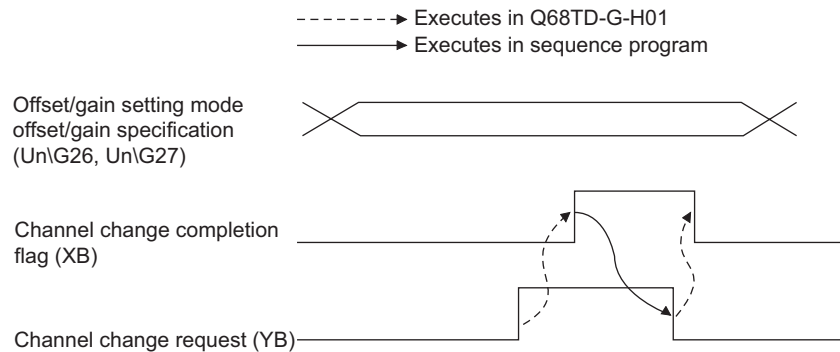 Executes in Q68TD-G-H01
Executes in sequence program
Offset/gain setting mode
offset/gain specification
(Un\G26, Un\G27)
Channel change completion
flag (XB)
Channel change request (YB)